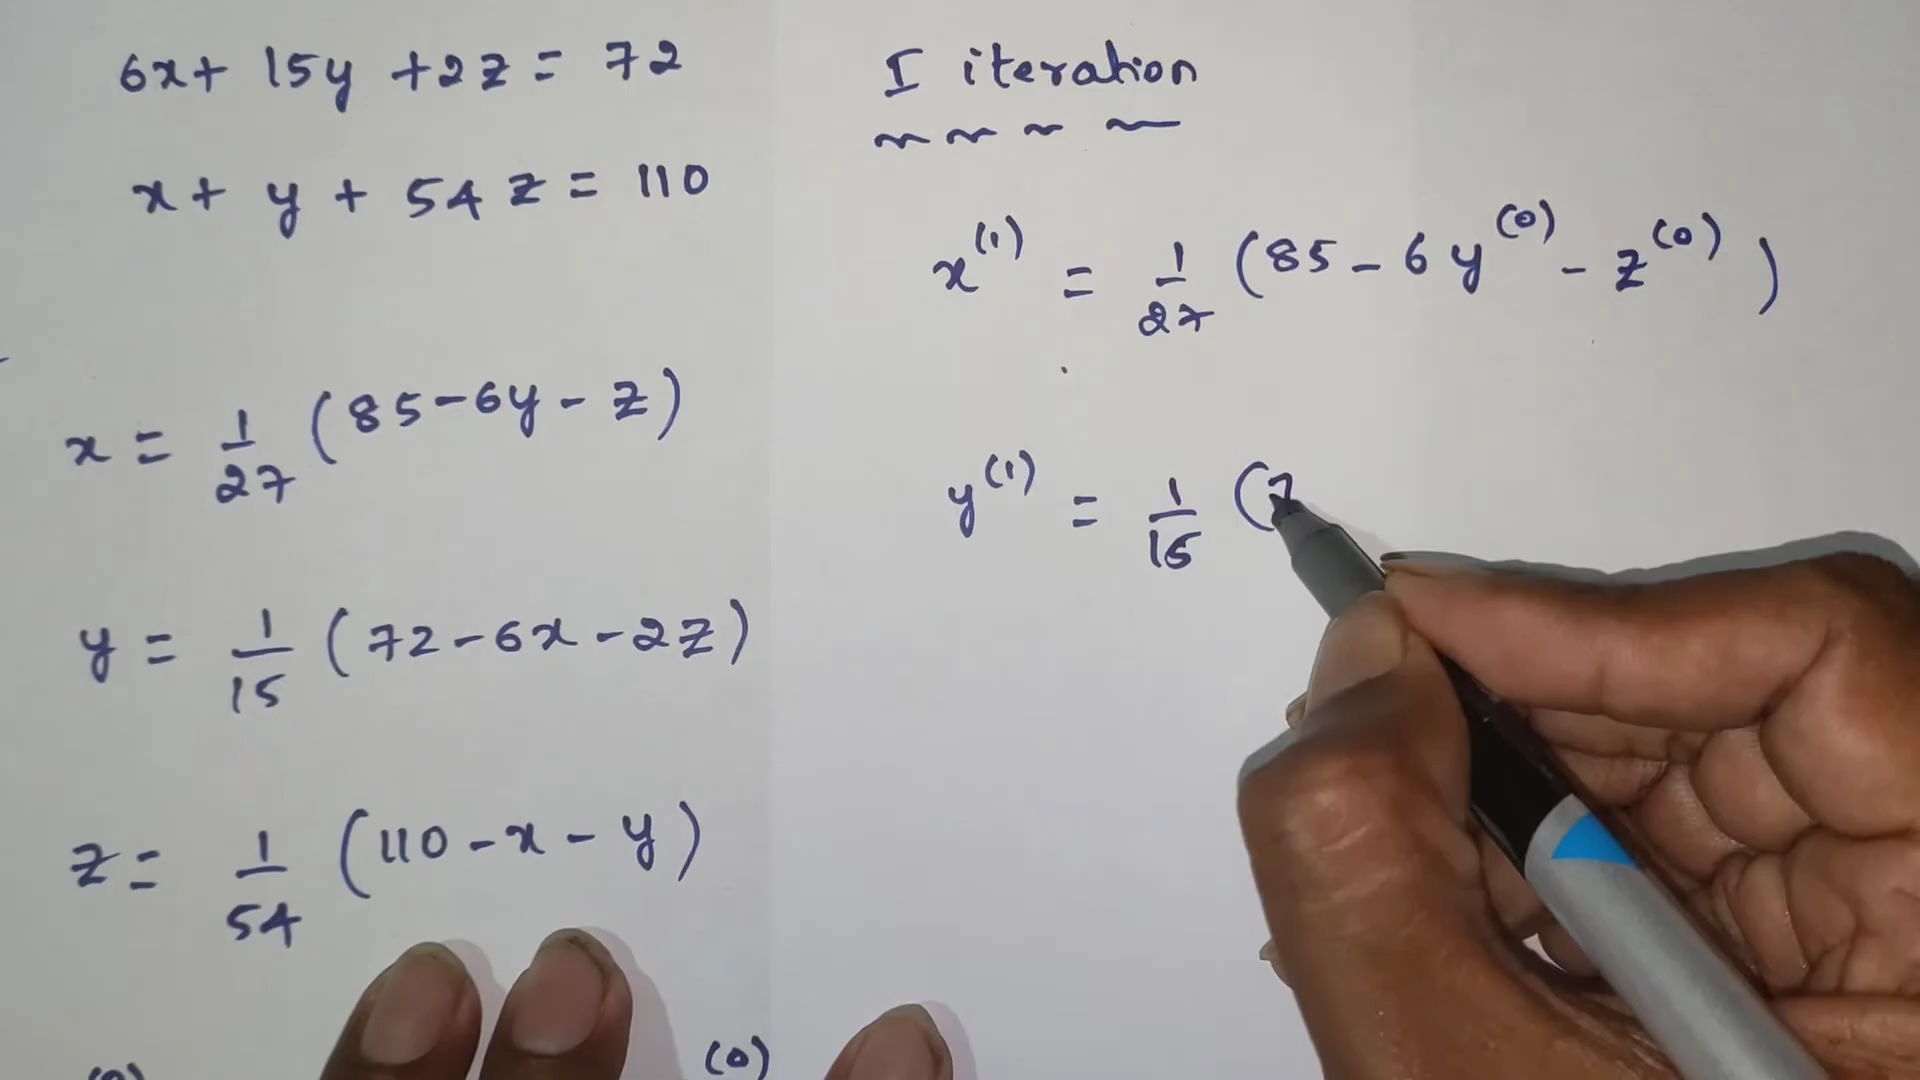 6x + 15y + 2z = 72
x + y + 54z = 110
x = 1/27 (85 - 6y - z)
y = 1/15 (72 - 6x - 2z)
z = 1/54 (110 - x - y)
(0)
I iteration
x^(1) = 1/27 (85 - 6y^(0) - z^(0))
y^(1) = 1/15 (7